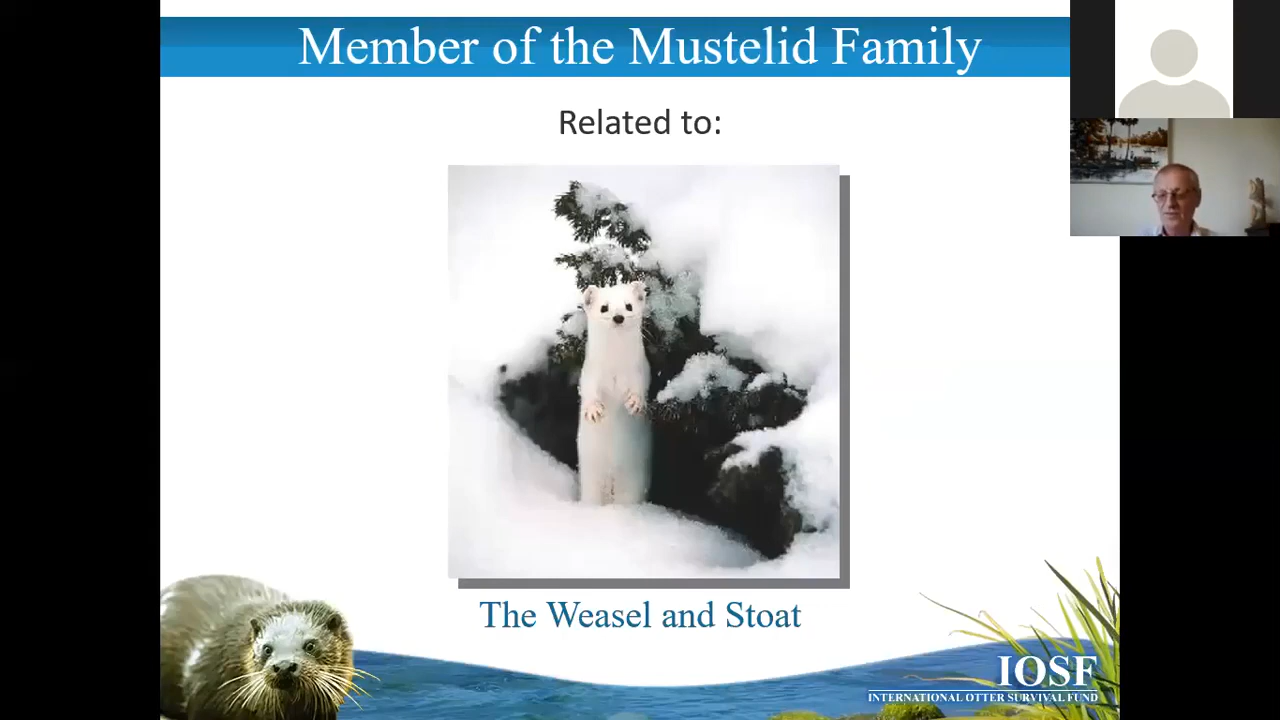 Member of the Mustelid Family
Related to:
The Weasel and Stoat
IOSF
INTERNATIONAL OTTER SURVIVAL FUND